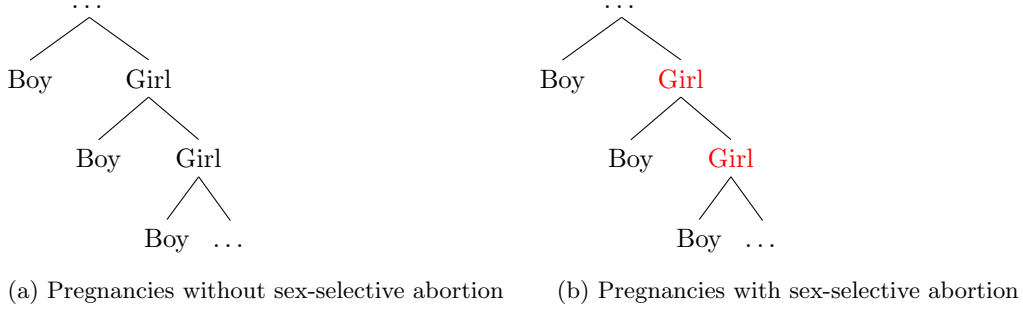 ... ...
Boy Girl Boy Girl
Boy Girl Boy Girl
Boy ... Boy ...
(a) Pregnancies without sex-selective abortion (b) Pregnancies with sex-selective abortion